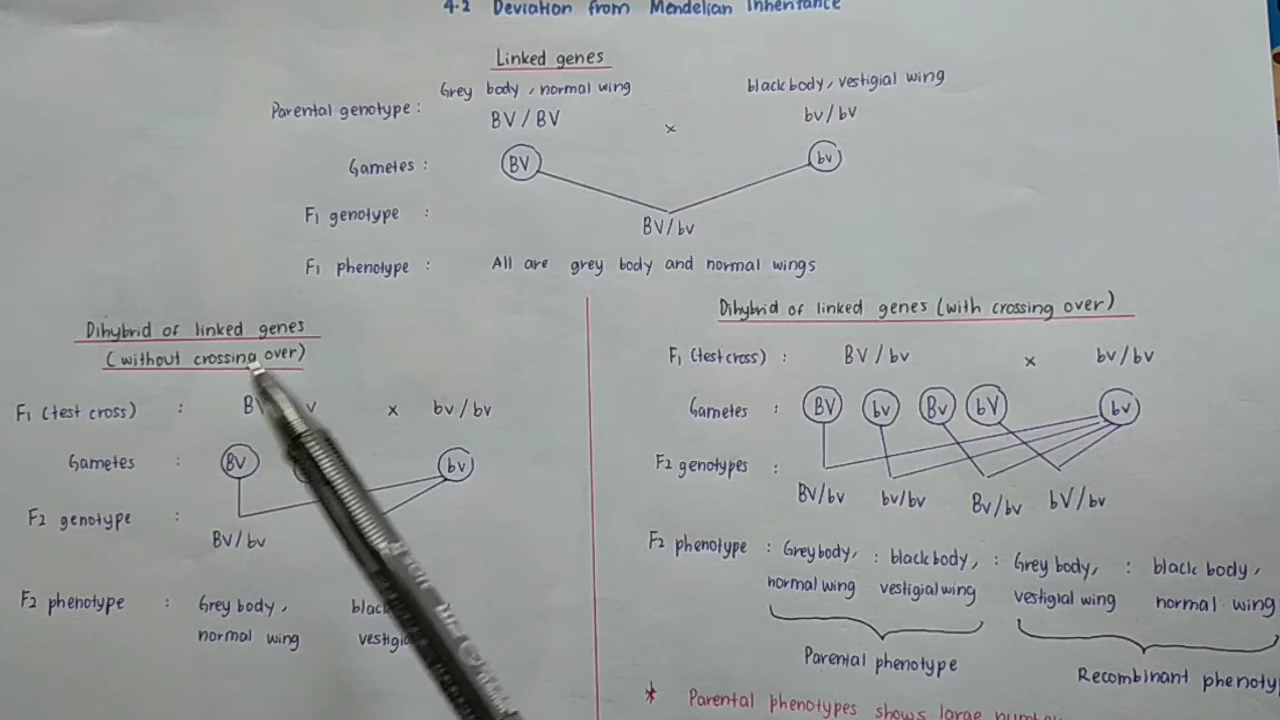 4.2 Deviation from Mendelian Inheritance
Linked genes
Grey body, normal wing
black body, vestigial wing
Parental genotype :
BV / BV
x
bv / bv
Gametes :
BV
bv
F1 genotype :
BV/bv
F1 phenotype :
All are grey body and normal wings
Dihybrid of linked genes
(without crossing over)
F1 (test cross) :
x
bv / bv
Gametes :
BV
bv
F2 genotype :
BV/bv
F2 phenotype :
Grey body,
normal wing
Dihybrid of linked genes (with crossing over)
F1 (test cross) :
BV / bv
x
bv / bv
Gametes :
BV
bv
Bv
bV
bv
F2 genotypes :
BV/bv
bv/bv
Bv/bv
bV/bv
F2 phenotype : Grey body, : black body, : Grey body, : black body,
normal wing vestigial wing vestigial wing normal wing
Parental phenotype
Recombinant
* Parental phenotypes shows large